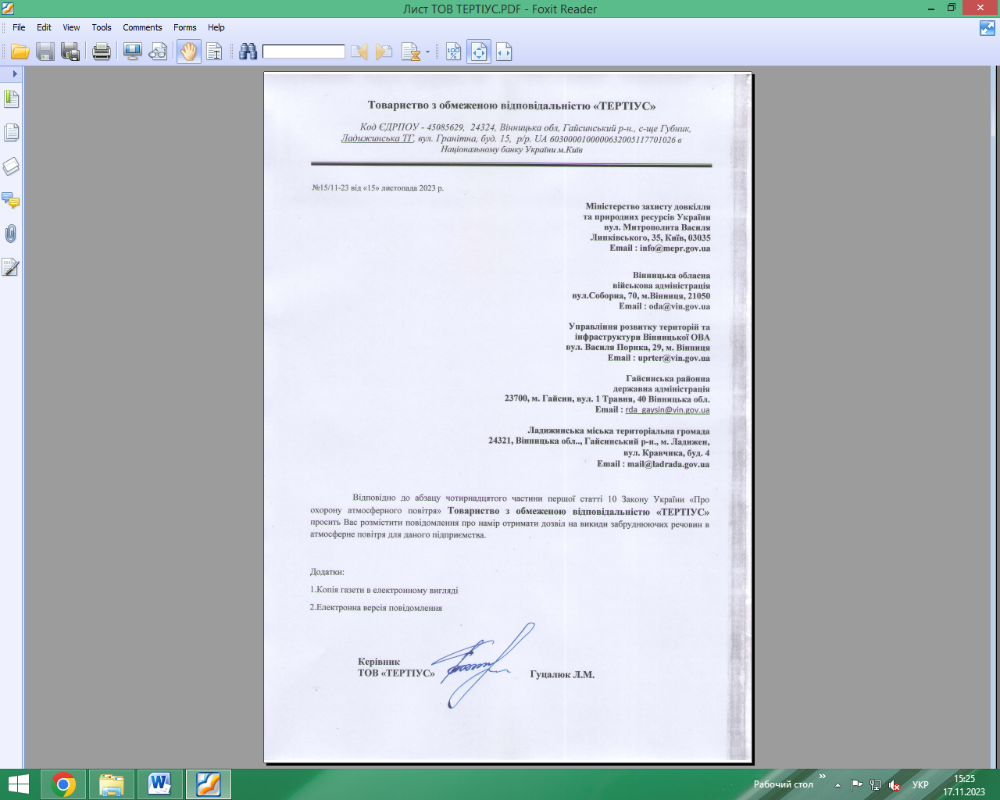 Лист ТОВ ТЕРТІУС.PDF - Foxit Reader
File Edit View Tools Comments Forms Help
Товариство з обмеженою відповідальністю «ТЕРТІУС»
Код ЄДРПОУ - 45085629, 24324, Вінницька обл, Гайсинський р-н., с-ще Губник,
Ладижинська ТГ, вул. Гранітна, буд. 15, р/р. UA 603000010000063200511770102​6 в
Національному банку України м.Київ
№15/11-23 від «15» листопада 2023 р.
Міністерство захисту довкілля
та природних ресурсів України
вул. Митрополита Василя
Липківського, 35, Київ, 03035
Email : info@mepr.gov.ua
Вінницька обласна
військова адміністрація
вул.Соборна, 70, м.Вінниця, 21050
Email : oda@vin.gov.ua
Управління розвитку територій та
інфраструктури Вінницької ОВА
вул. Василя Порика, 29, м. Вінниця
Email : uprter@vin.gov.ua
Гайсинська районна
державна адміністрація
23700, м. Гайсин, вул. 1 Травня, 40 Вінницька обл.
Email : rda_gaysin@vin.gov.ua
Ладижинська міська територіальна громада
24321, Вінницька обл.., Гайсинський р-н., м. Ладижен,
вул. Кравчика, буд. 4
Email : mail@ladrada.gov.ua
Відповідно до абзацу чотирнадцятого частини першої статті 10 Закону України «Про
охорону атмосферного повітря» Товариство з обмеженою відповідальністю «ТЕРТІУС»
просить Вас розмістити повідомлення про намір отримати дозвіл на викиди забруднюючих речовин в
атмосферне повітря для даного підприємства.
Додатки:
1.Копія газети в електронному вигляді
2.Електронна версія повідомлення
Керівник
ТОВ «ТЕРТІУС» Гуцалюк Л.М.
Рабочий стол » УКР 15:25
17.11.2023